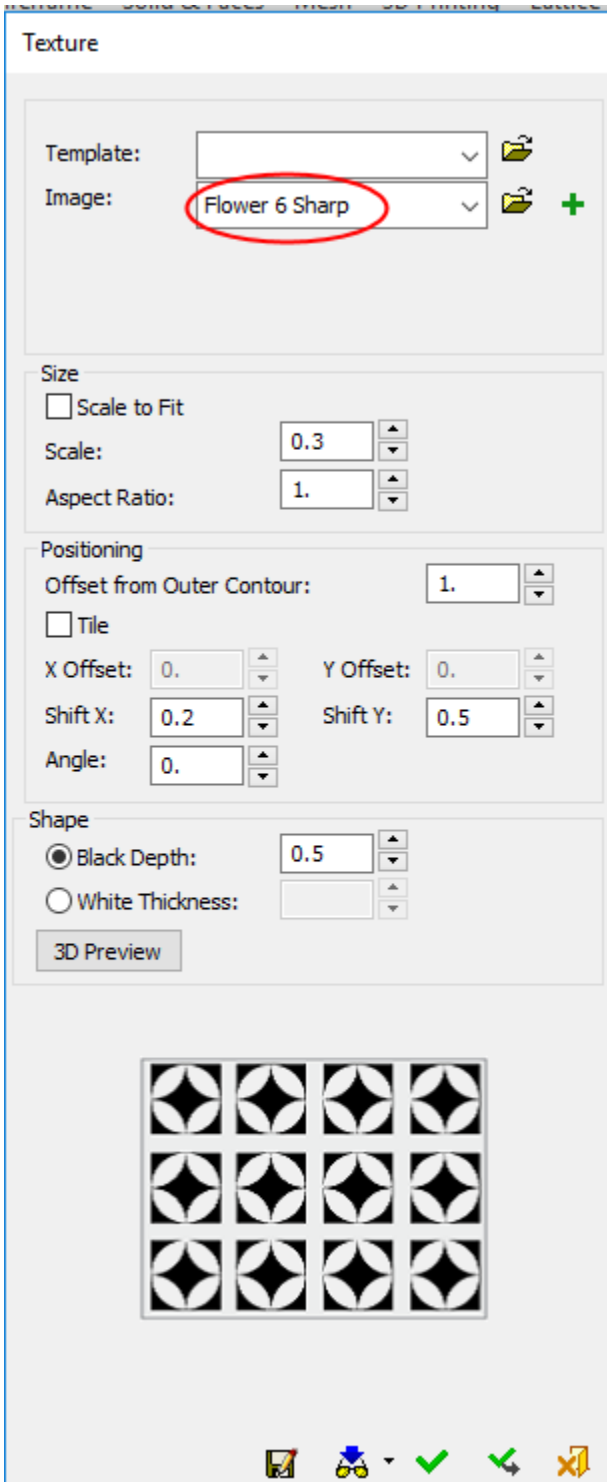 Texture
Template:
Image: Flower 6 Sharp
Size
Scale to Fit
Scale: 0.3
Aspect Ratio: 1.
Positioning
Offset from Outer Contour: 1.
Tile
X Offset: 0. Y Offset: 0.
Shift X: 0.2 Shift Y: 0.5
Angle: 0.
Shape
Black Depth: 0.5
White Thickness:
3D Preview